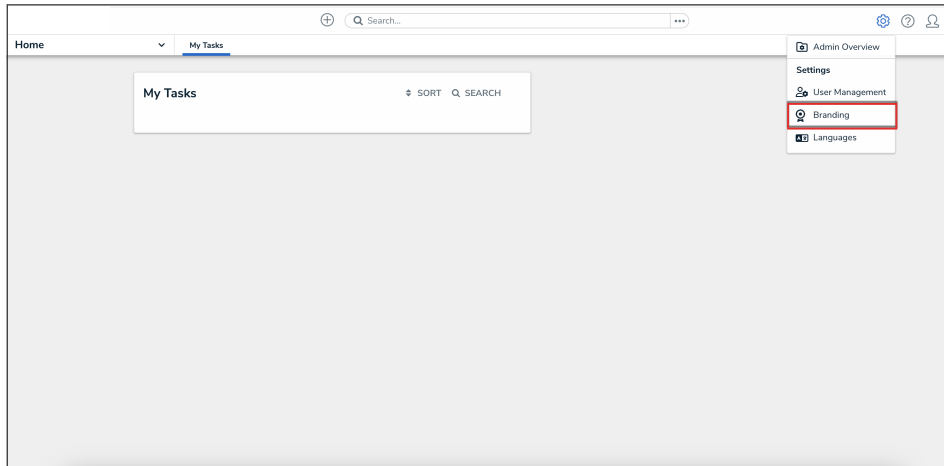 Search...
Home
My Tasks
Admin Overview
Settings
User Management
Branding
Languages
My Tasks
SORT
SEARCH